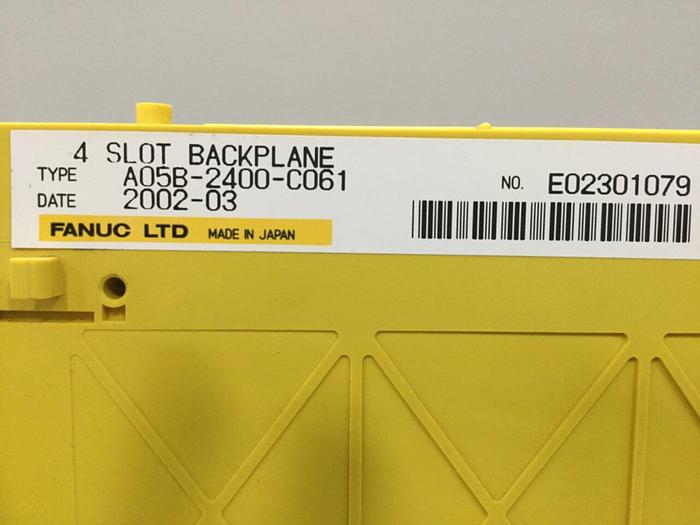 4 SLOT BACKPLANE
TYPE A05B-2400-C061
NO. E02301079
DATE 2002-03
FANUC LTD MADE IN JAPAN